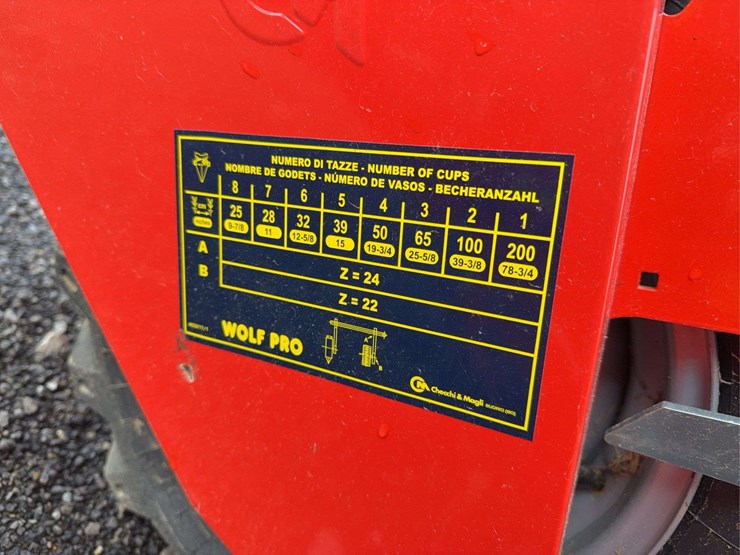 NUMERO DI TAZZE - NUMBER OF CUPS
NOMBRE DE GODETS - NÚMERO DE VASOS - BECHERANZAHL
8 7 6 5 4 3 2 1
cm 25 28 32 39 50 65 100 200
9-7/8 11 12-5/8 15 19-3/4 25-5/8 39-3/8 78-3/4
A Z = 24
B Z = 22
WOLF PRO
Checchi & Magli